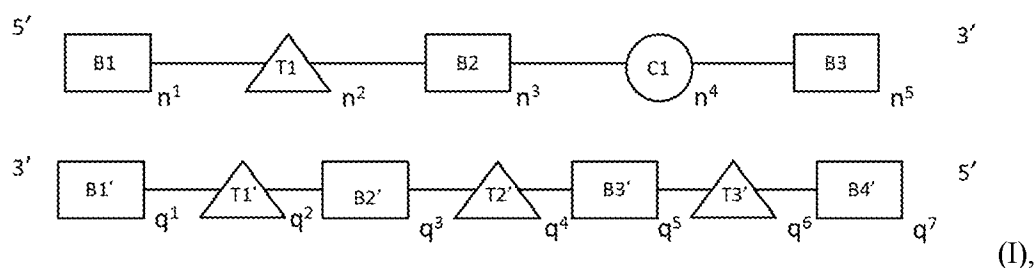 5′ B1 T1 B2 C1 B3 3′
n¹ n² n³ n⁴ n⁵
3′ B1′ T1′ B2′ T2′ B3′ T3′ B4′ 5′
q¹ q² q³ q⁴ q⁵ q⁶ q⁷
(I),